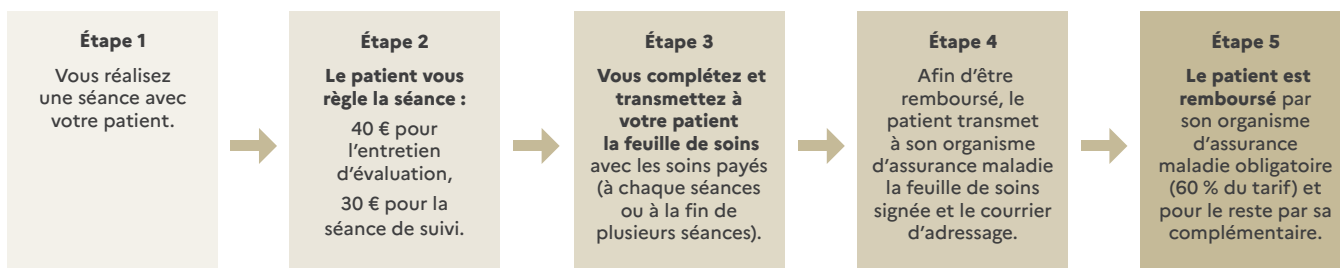 Étape 1
Vous réalisez
une séance avec
votre patient.
Étape 2
Le patient vous
règle la séance :
40 € pour
l'entretien
d'évaluation,
30 € pour la
séance de suivi.
Étape 3
Vous complétez et
transmettez à
votre patient
la feuille de soins
avec les soins payés
(à chaque séances
ou à la fin de
plusieurs séances).
Étape 4
Afin d'être
remboursé, le
patient transmet
à son organisme
d'assurance maladie
la feuille de soins
signée et le courrier
d'adressage.
Étape 5
Le patient est
remboursé par
son organisme
d'assurance
maladie obligatoire
(60 % du tarif) et
pour le reste par sa
complémentaire.